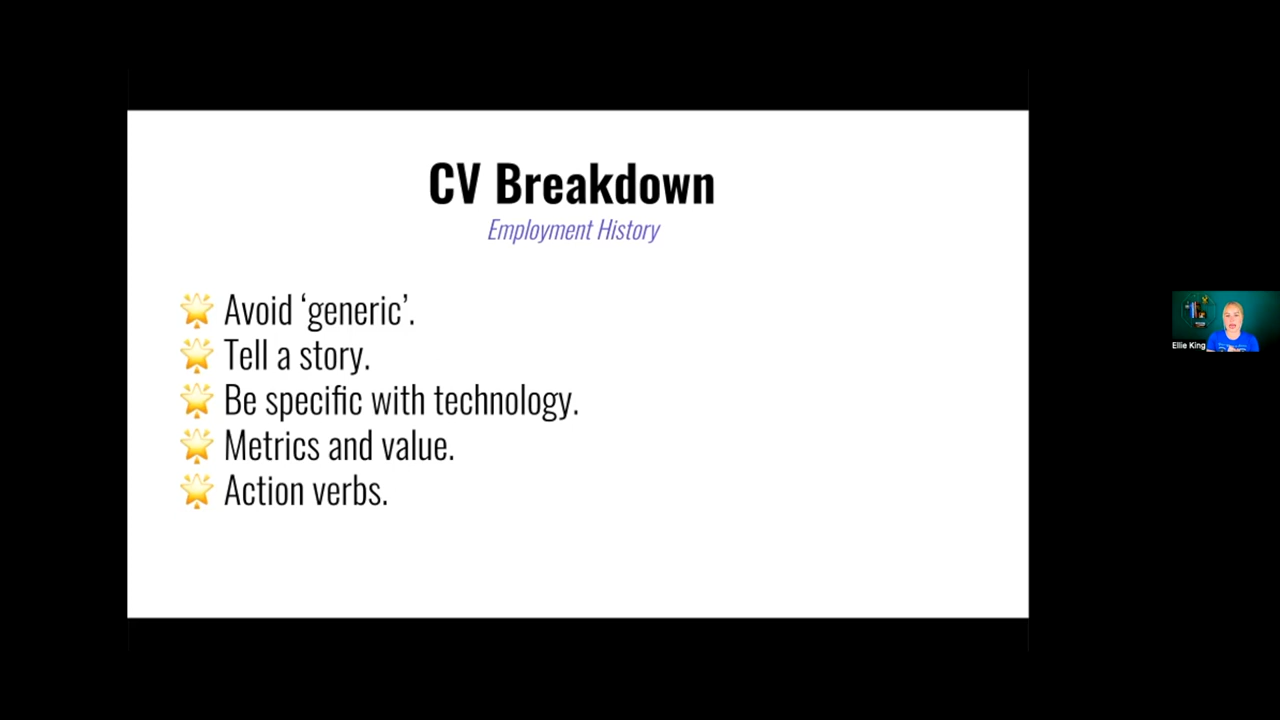 CV Breakdown
Employment History
🌟 Avoid ‘generic’.
🌟 Tell a story.
🌟 Be specific with technology.
🌟 Metrics and value.
🌟 Action verbs.
Ellie King